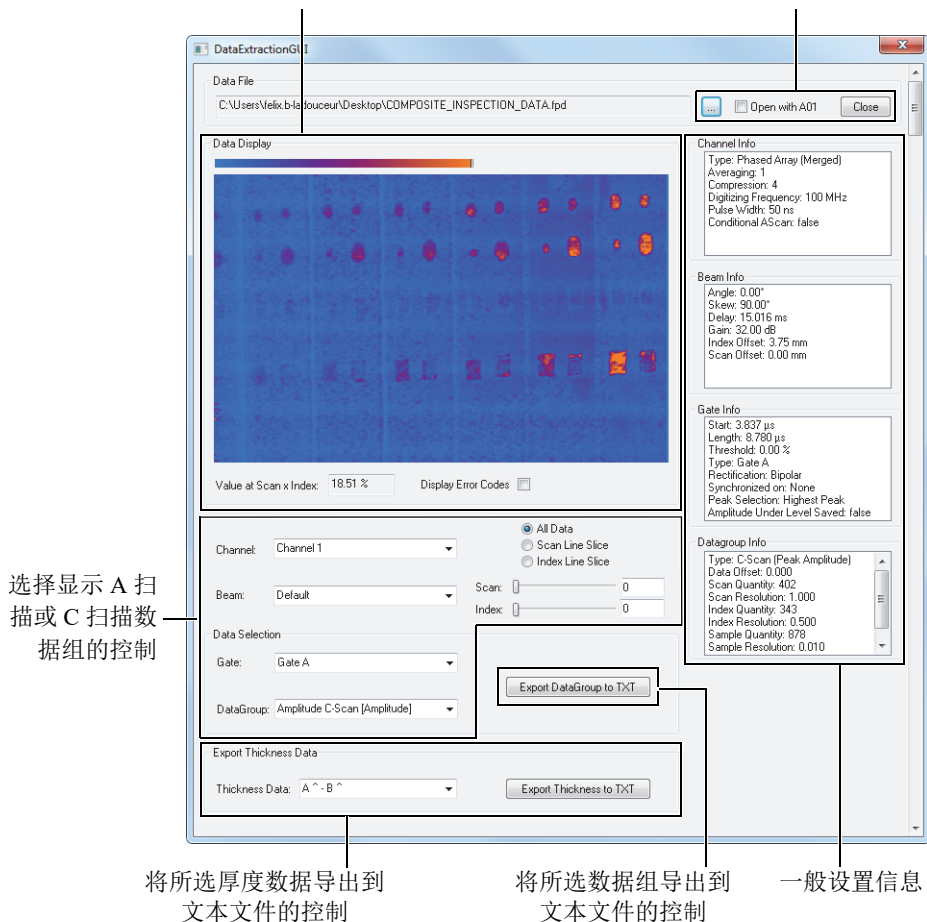 DataExtractionGUI
Data File
C:\Users\felix.b-ladouceur\Desktop\COMPOSITE_INSPECTION_DATA.fpd
...
Open with A01
Close
Data Display
Value at Scan x Index: 18.51 %
Display Error Codes
Channel Info
Type: Phased Array (Merged)
Averaging: 1
Compression: 4
Digitizing Frequency: 100 MHz
Pulse Width: 50 ns
Conditional AScan: false
Beam Info
Angle: 0.00°
Skew: 90.00°
Delay: 15.016 ms
Gain: 32.00 dB
Index Offset: 3.75 mm
Scan Offset: 0.00 mm
Gate Info
Start: 3.837 µs
Length: 8.780 µs
Threshold: 0.00 %
Type: Gate A
Rectification: Bipolar
Synchronized on: None
Peak Selection: Highest Peak
Amplitude Under Level Saved: false
Datagroup Info
Type: C-Scan (Peak Amplitude)
Data Offset: 0.000
Scan Quantity: 402
Scan Resolution: 1.000
Index Quantity: 343
Index Resolution: 0.500
Sample Quantity: 878
Sample Resolution: 0.010
Channel: Channel 1
All Data
Scan Line Slice
Index Line Slice
Beam: Default
Scan: 0
Index: 0
Data Selection
Gate: Gate A
DataGroup: Amplitude C-Scan [Amplitude]
Export DataGroup to TXT
Export Thickness Data
Thickness Data: A ^ - B ^
Export Thickness to TXT
选择显示 A 扫
描或 C 扫描数
据组的控制
将所选厚度数据导出到
文本文件的控制
将所选数据组导出到
文本文件的控制
一般设置信息